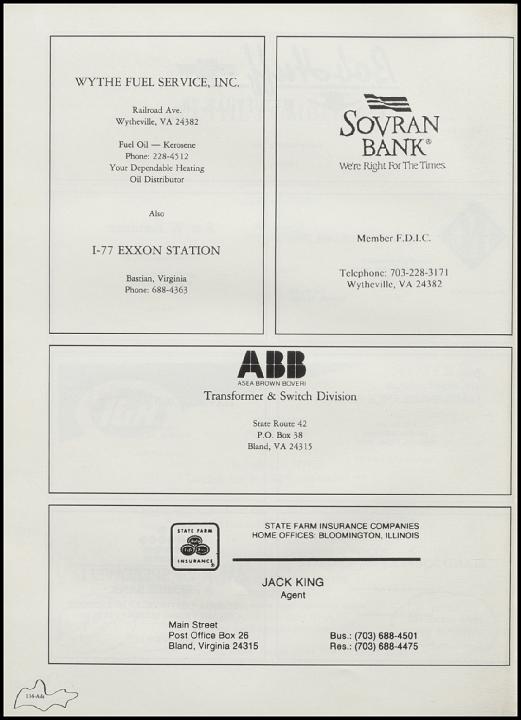 WYTHE FUEL SERVICE, INC.
Railroad Ave.
Wytheville, VA 24382
Fuel Oil — Kerosene
Phone: 228-4512
Your Dependable Heating
Oil Distributor
Also
I-77 EXXON STATION
Bastian, Virginia
Phone: 688-4363
SOVRAN
BANK®
We're Right For The Times.
Member F.D.I.C.
Telephone: 703-228-3171
Wytheville, VA 24382
ABB
ASEA BROWN BOVERI
Transformer & Switch Division
State Route 42
P.O. Box 38
Bland, VA 24315
STATE FARM
INSURANCE
®
STATE FARM INSURANCE COMPANIES
HOME OFFICES: BLOOMINGTON, ILLINOIS
JACK KING
Agent
Main Street
Post Office Box 26
Bland, Virginia 24315
Bus.: (703) 688-4501
Res.: (703) 688-4475